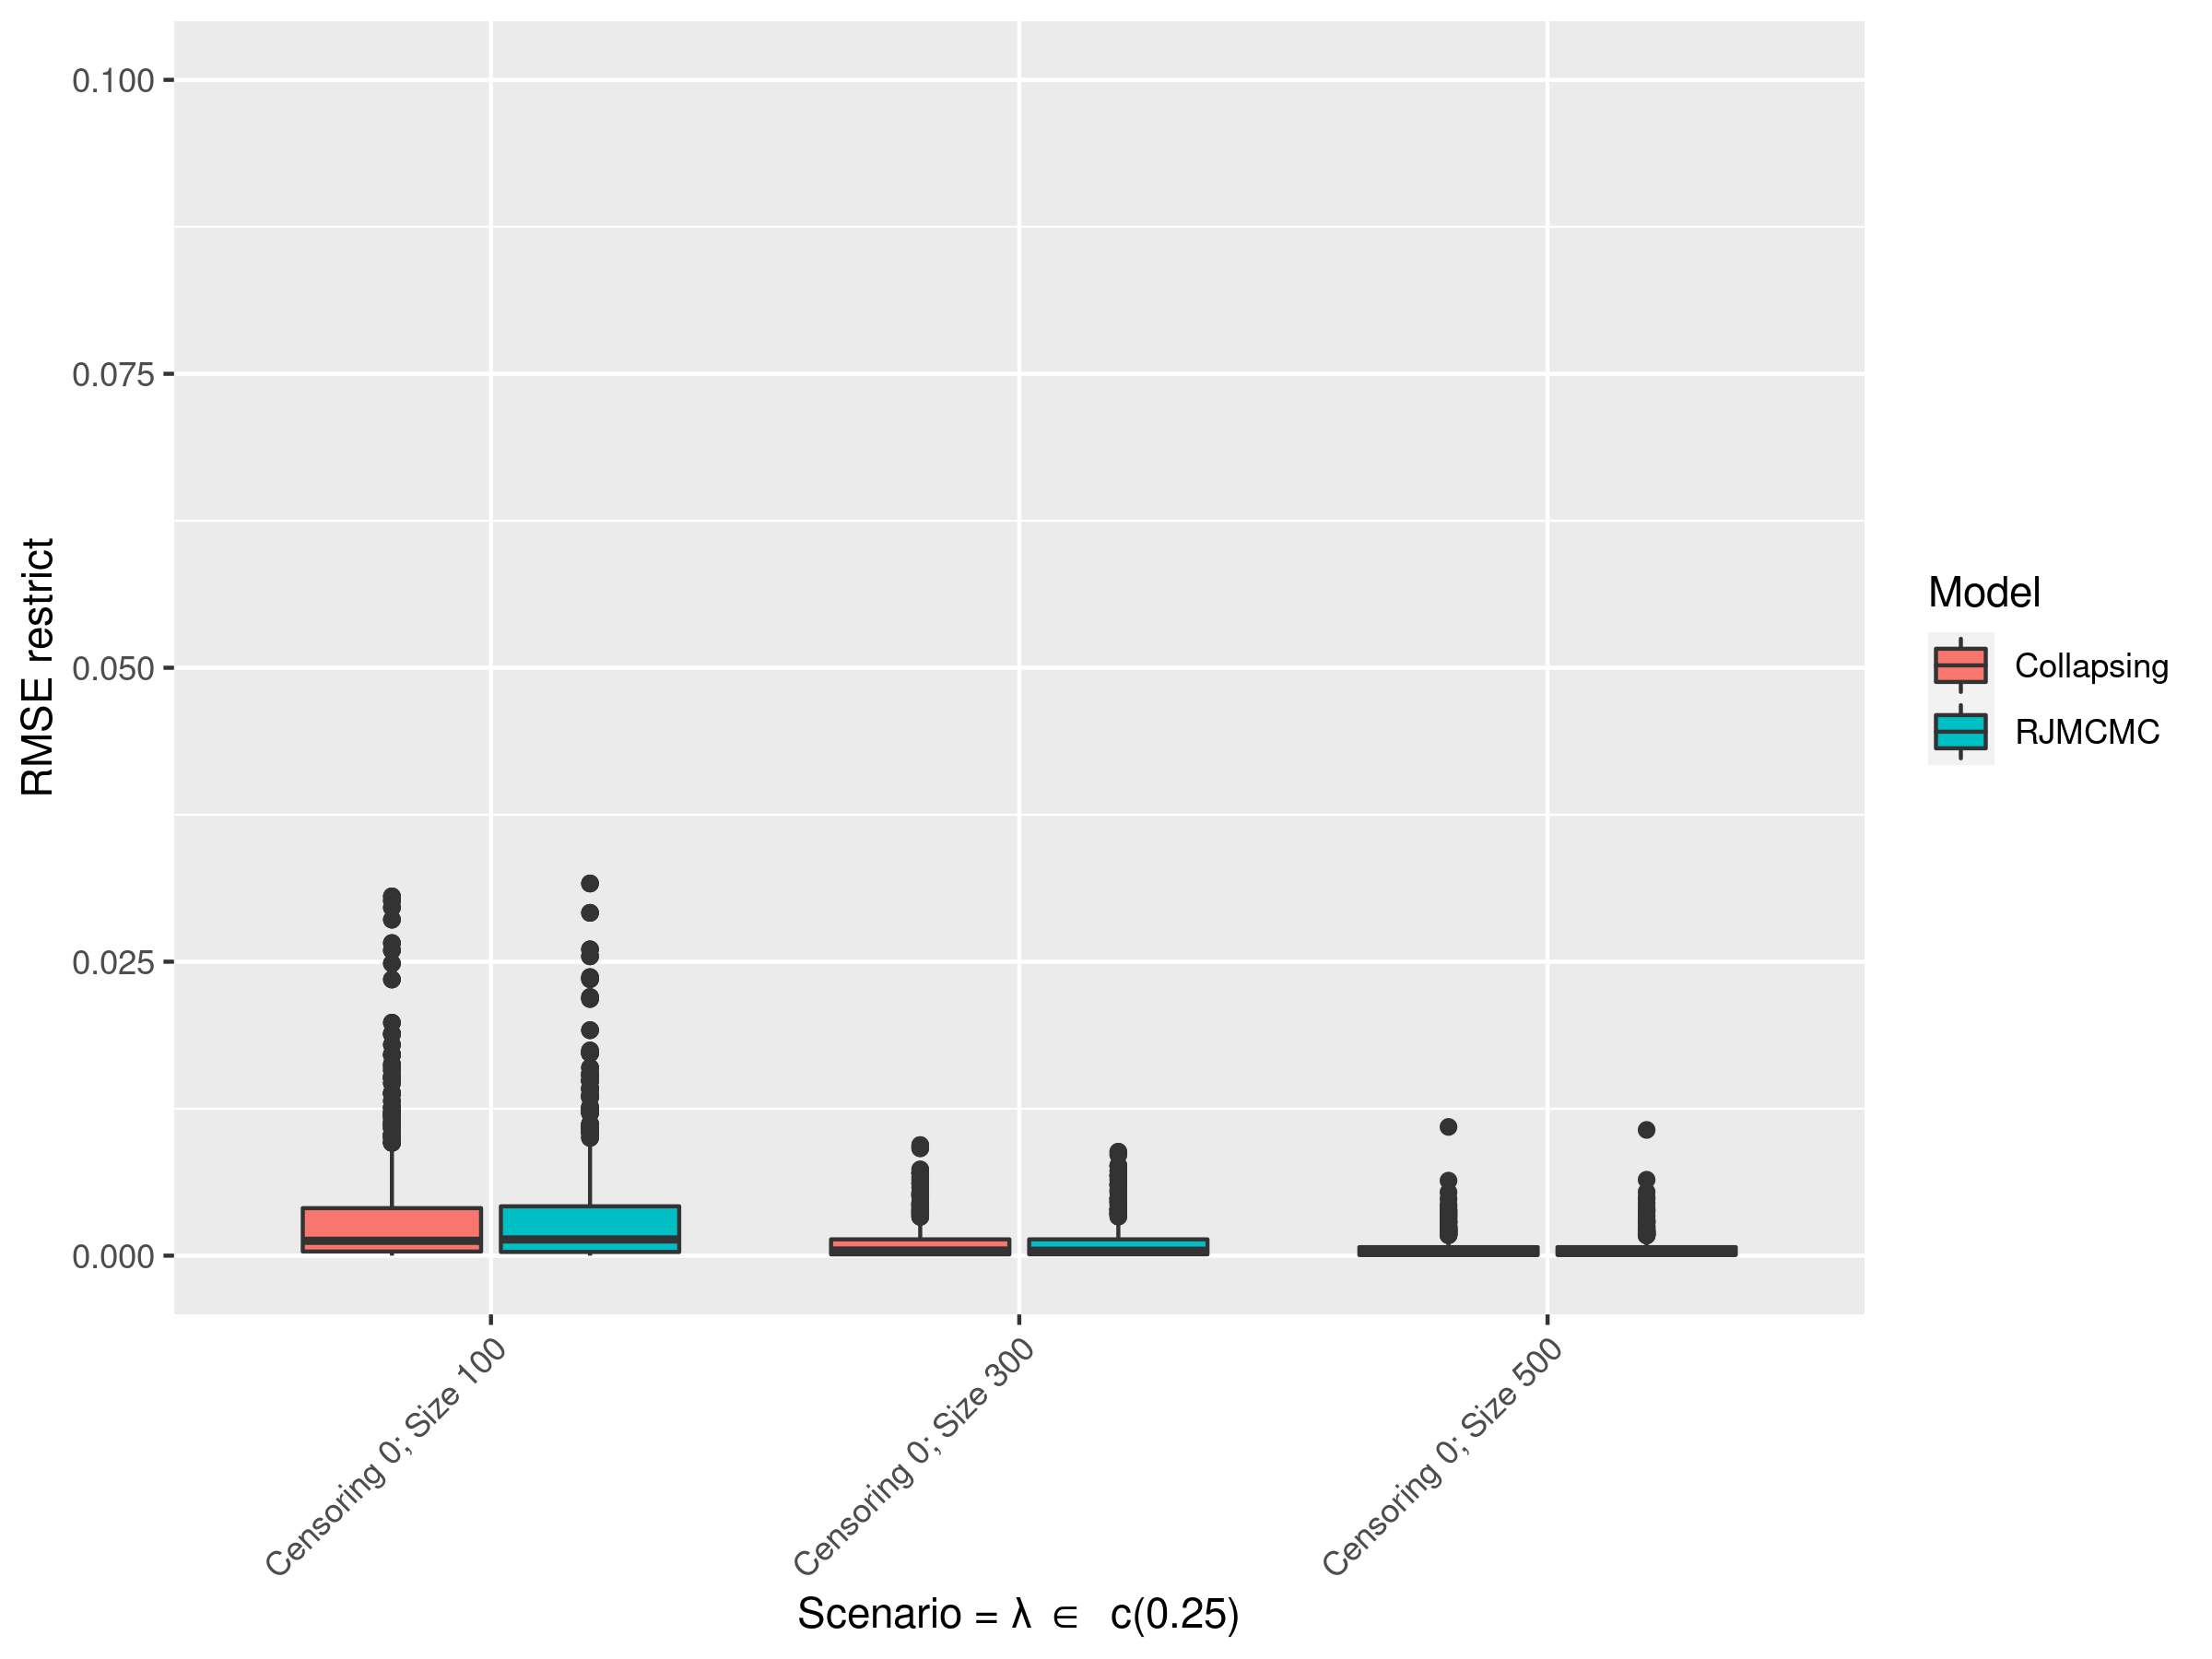 RMSE restrict
0.100
0.075
0.050
0.025
0.000
Censoring 0; Size 100
Censoring 0; Size 300
Censoring 0; Size 500
Scenario = λ ∈ c(0.25)
Model
Collapsing
RJMCMC